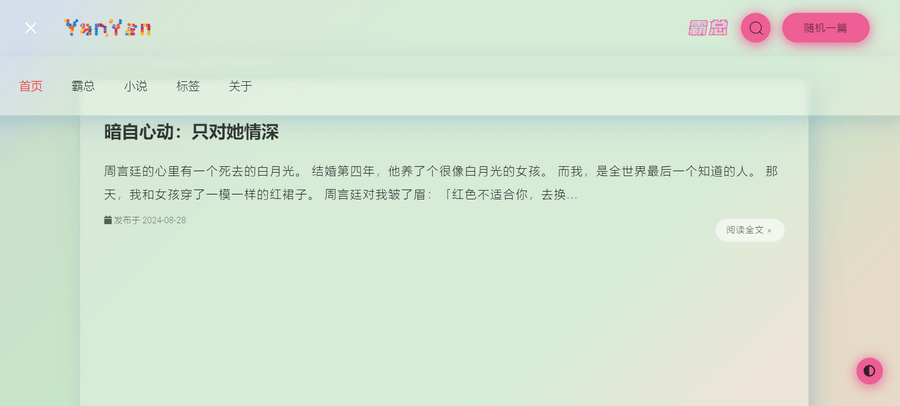 YanYan
霸总
随机一篇
首页 霸总 小说 标签 关于
暗自心动：只对她情深
周言廷的心里有一个死去的白月光。 结婚第四年，他养了个很像白月光的女孩。 而我，是全世界最后一个知道的人。 那
天，我和女孩穿了一模一样的红裙子。 周言廷对我皱了眉：「红色不适合你，去换...
发布于 2024-08-28
阅读全文 »